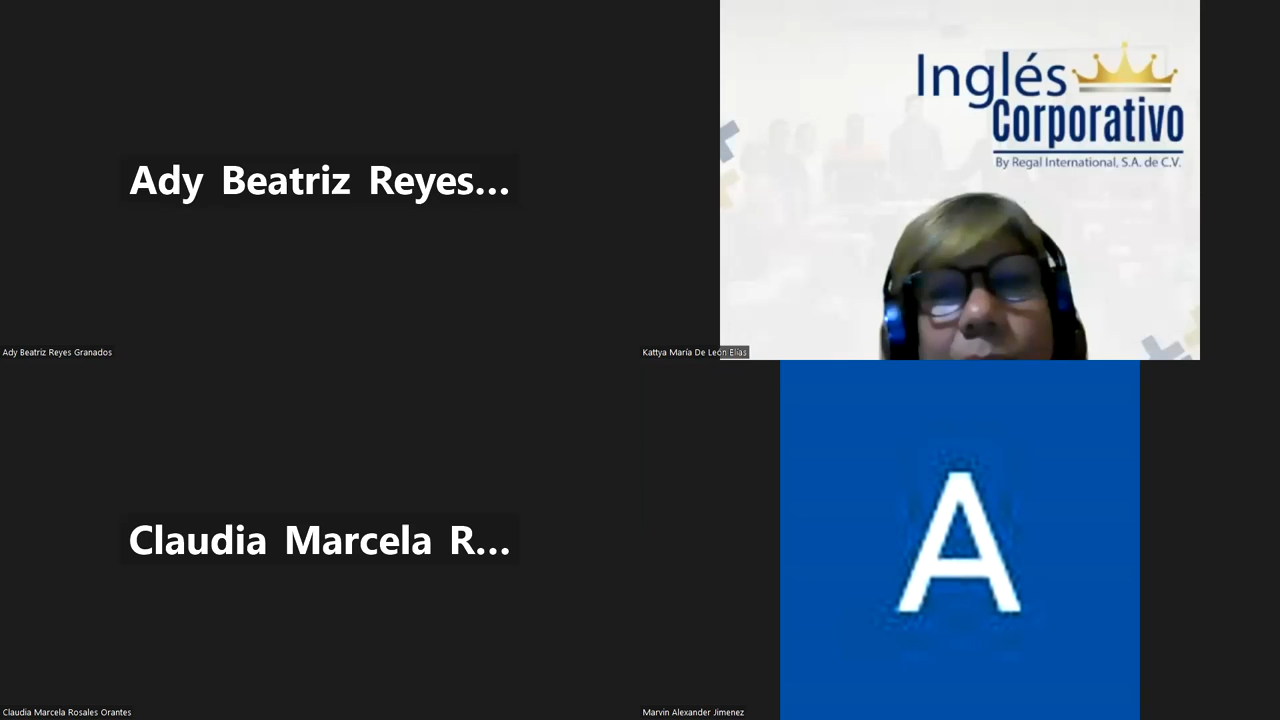 Ady Beatriz Reyes...
Ady Beatriz Reyes Granados
Inglés
Corporativo
By Regal International, S.A. de C.V.
Kattya María De León Elías
Claudia Marcela R...
Claudia Marcela Rosales Orantes
A
Marvin Alexander Jimenez